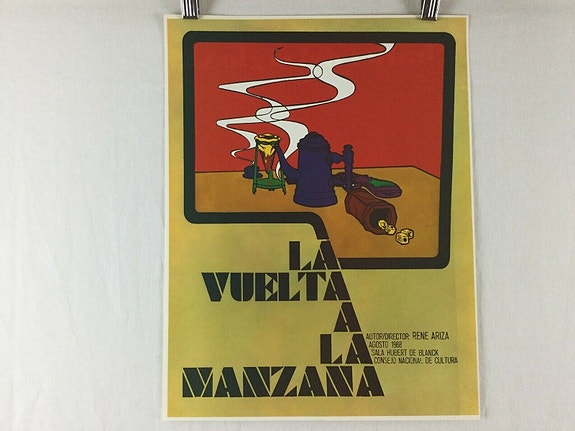 LA
VUELTA
A
LA
MANZANA
AUTOR/DIRECTOR: RENE ARIZA
AGOSTO 1968
SALA HUBERT DE BLANCK
CONSEJO NACIONAL DE CULTURA